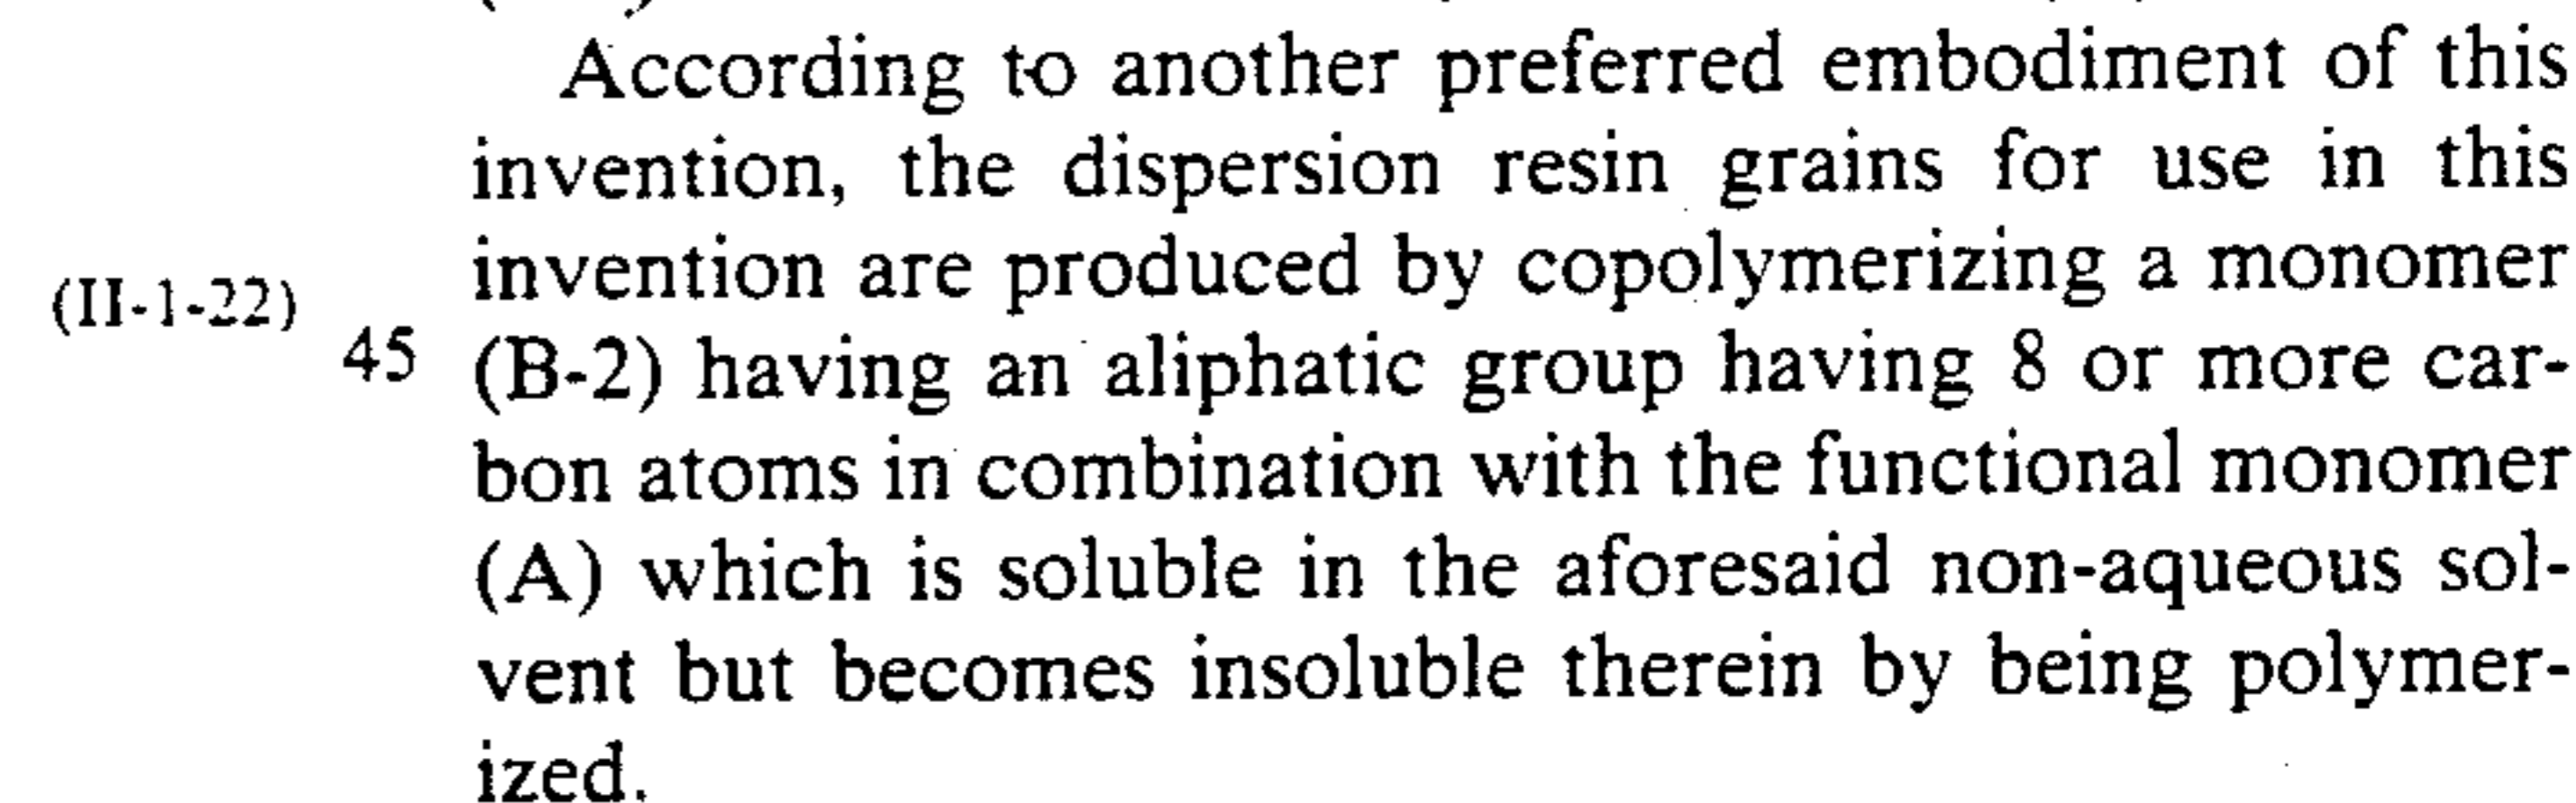 According to another preferred embodiment of this
invention, the dispersion resin grains for use in this
invention are produced by copolymerizing a monomer
(II-1-22)
45 (B-2) having an aliphatic group having 8 or more car-
bon atoms in combination with the functional monomer
(A) which is soluble in the aforesaid non-aqueous sol-
vent but becomes insoluble therein by being polymer-
ized.